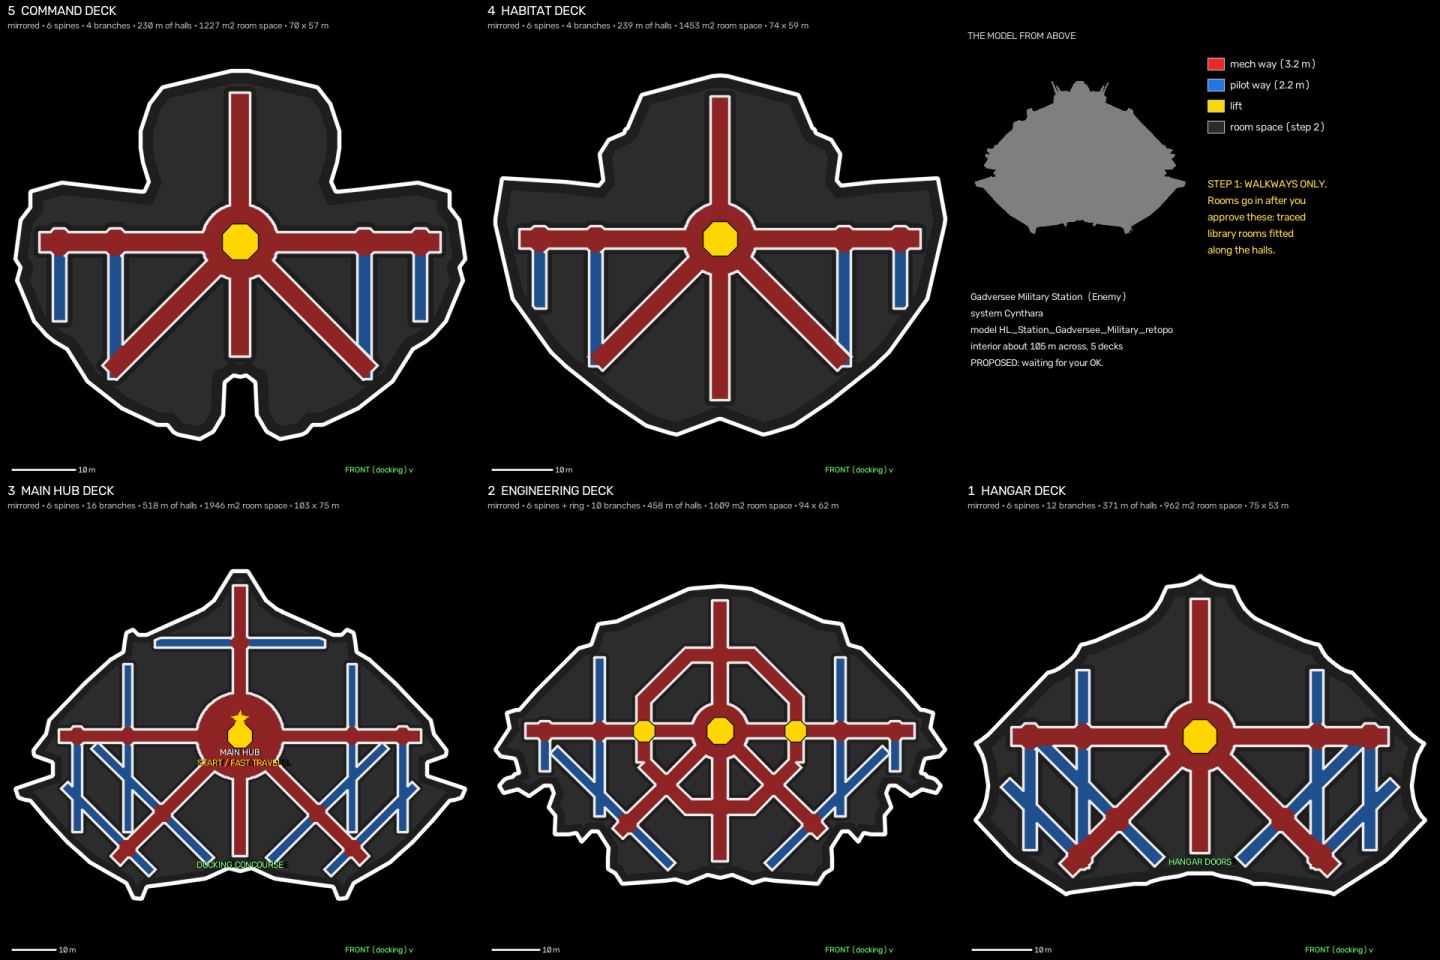 5 COMMAND DECK
mirrored • 6 spines • 4 branches • 230 m of halls • 1227 m2 room space • 70 x 57 m
10 m
FRONT (docking) v
4 HABITAT DECK
mirrored • 6 spines • 4 branches • 239 m of halls • 1453 m2 room space • 74 x 59 m
10 m
FRONT (docking) v
THE MODEL FROM ABOVE
mech way (3.2 m)
pilot way (2.2 m)
lift
room space (step 2)
STEP 1: WALKWAYS ONLY.
Rooms go in after you
approve these: traced
library rooms fitted
along the halls.
Gadversee Military Station (Enemy)
system Cynthara
model HL_Station_Gadversee_Military_retopo
interior about 105 m across, 5 decks
PROPOSED: waiting for your OK.
3 MAIN HUB DECK
mirrored • 6 spines • 16 branches • 518 m of halls • 1946 m2 room space • 103 x 75 m
MAIN HUB
START / FAST TRAVEL
DOCKING CONCOURSE
10 m
FRONT (docking) v
2 ENGINEERING DECK
mirrored • 6 spines + ring • 10 branches • 458 m of halls • 1609 m2 room space • 94 x 62 m
10 m
FRONT (docking) v
1 HANGAR DECK
mirrored • 6 spines • 12 branches • 371 m of halls • 962 m2 room space • 75 x 53 m
HANGAR DOORS
10 m
FRONT (docking) v